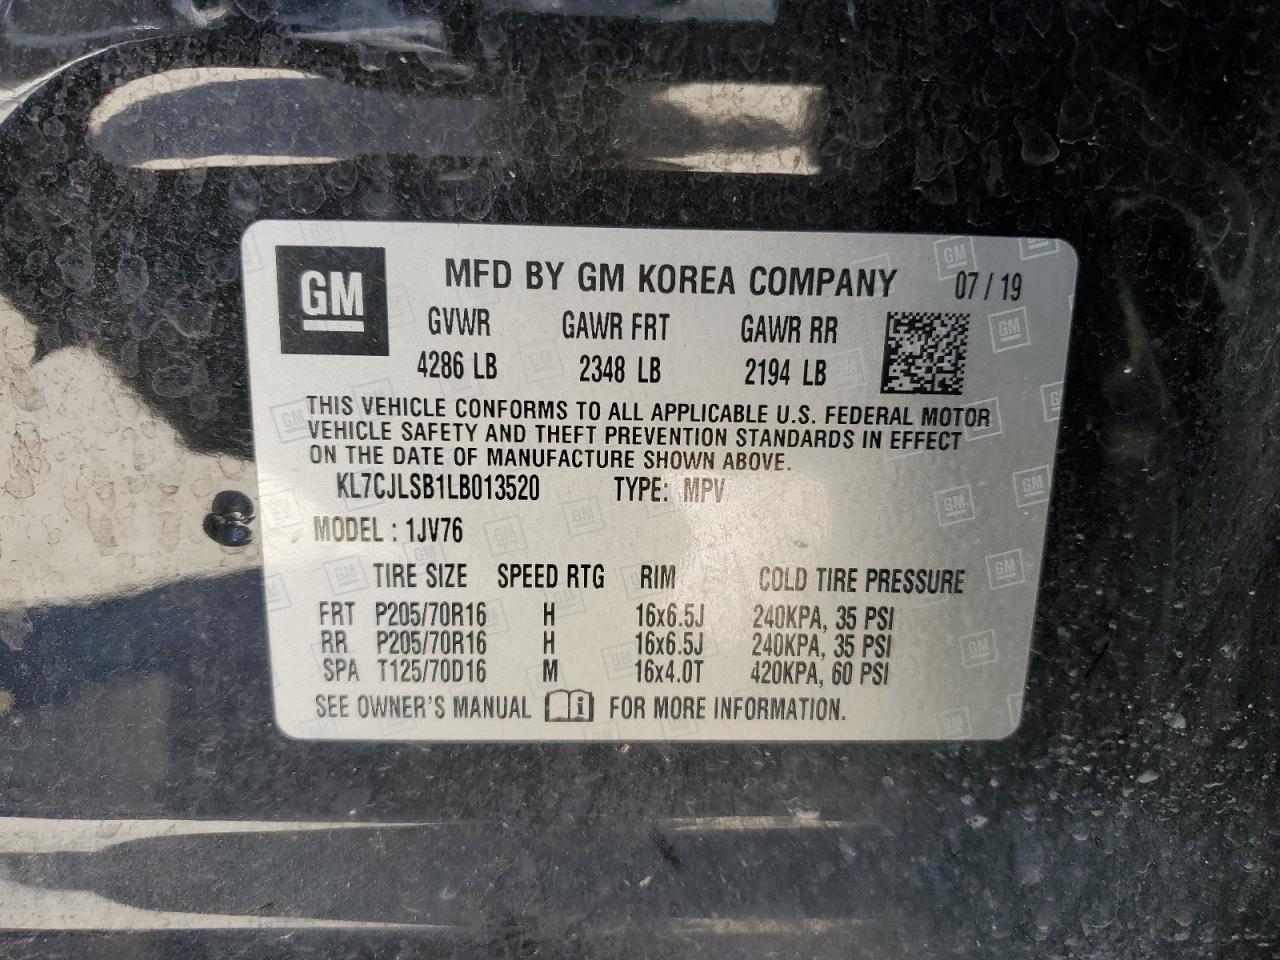 GM
MFD BY GM KOREA COMPANY 07 / 19
GVWR GAWR FRT GAWR RR
4286 LB 2348 LB 2194 LB
THIS VEHICLE CONFORMS TO ALL APPLICABLE U.S. FEDERAL MOTOR
VEHICLE SAFETY AND THEFT PREVENTION STANDARDS IN EFFECT
ON THE DATE OF MANUFACTURE SHOWN ABOVE.
KL7CJLSB1LB013520 TYPE: MPV
MODEL : 1JV76
TIRE SIZE SPEED RTG RIM COLD TIRE PRESSURE
FRT P205/70R16 H 16x6.5J 240KPA, 35 PSI
RR P205/70R16 H 16x6.5J 240KPA, 35 PSI
SPA T125/70D16 M 16x4.0T 420KPA, 60 PSI
SEE OWNER'S MANUAL i FOR MORE INFORMATION.